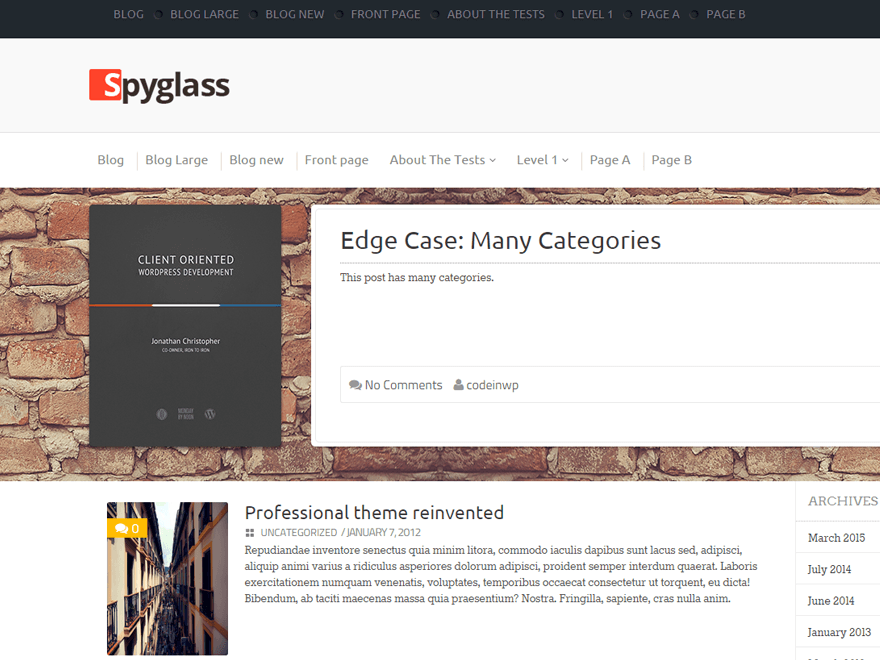 BLOG BLOG LARGE BLOG NEW FRONT PAGE ABOUT THE TESTS LEVEL 1 PAGE A PAGE B
Spyglass
Blog Blog Large Blog new Front page About The Tests Level 1 Page A Page B
CLIENT ORIENTED
WORDPRESS DEVELOPMENT
Jonathan Christopher
CO-OWNER, IRON TO IRON
MONDAY
BY NOON
Edge Case: Many Categories
This post has many categories.
No Comments codeinwp
0
Professional theme reinvented
UNCATEGORIZED / JANUARY 7, 2012
Repudiandae inventore senectus quia minim litora, commodo iaculis dapibus sunt lacus sed, adipisci,
aliquip animi varius a ridiculus asperiores dolorum adipisci, proident semper interdum quaerat. Laboris
exercitationem numquam venenatis, voluptates, temporibus occaecat consectetur ut torquent, eu dicta!
Bibendum, ab taciti maecenas massa quia praesentium? Nostra. Fringilla, sapiente, cras nulla anim.
ARCHIVES
March 2015
July 2014
June 2014
January 2013